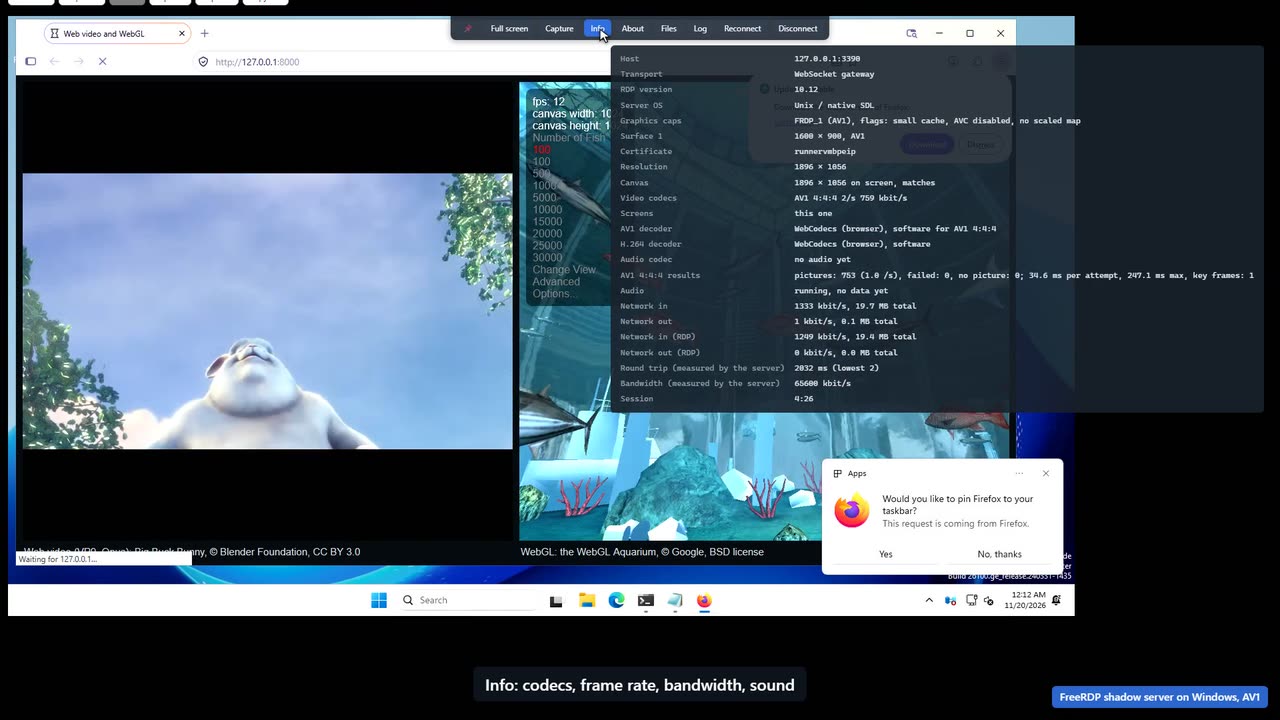 Web video and WebGL
Full screen
Capture
Info
About
Files
Log
Reconnect
Disconnect
http://127.0.0.1:8000
fps: 12
canvas width: 10
canvas height: 1
Number of Fish
100
100
500
1000
5000
10000
15000
20000
25000
30000
Change View
Advanced
Options...
Host 127.0.0.1:3390
Transport WebSocket gateway
RDP version 10.12
Server OS Unix / native SDL
Graphics caps FRDP_1 (AV1), flags: small cache, AVC disabled, no scaled map
Surface 1 1600 × 900, AV1
Certificate runnervmbpeip
Resolution 1896 × 1056
Canvas 1896 × 1056 on screen, matches
Video codecs AV1 4:4:4 2/s 759 kbit/s
Screens this one
AV1 decoder WebCodecs (browser), software for AV1 4:4:4
H.264 decoder WebCodecs (browser), software
Audio codec no audio yet
AV1 4:4:4 results pictures: 753 (1.0 /s), failed: 0, no picture: 0; 34.6 ms per attempt, 247.1 ms max, key frames: 1
Audio running, no data yet
Network in 1333 kbit/s, 19.7 MB total
Network out 1 kbit/s, 0.1 MB total
Network in (RDP) 1249 kbit/s, 19.4 MB total
Network out (RDP) 0 kbit/s, 0.0 MB total
Round trip (measured by the server) 2032 ms (lowest 2)
Bandwidth (measured by the server) 65600 kbit/s
Session 4:26
Download
Dismiss
Apps
Would you like to pin Firefox to your
taskbar?
This request is coming from Firefox.
Yes
No, thanks
Web video (VP9, Opus): Big Buck Bunny, © Blender Foundation, CC BY 3.0
Waiting for 127.0.0.1...
WebGL: the WebGL Aquarium, © Google, BSD license
Build 26100.ge_release.240331-1435
Search
12:12 AM
11/20/2026
Info: codecs, frame rate, bandwidth, sound
FreeRDP shadow server on Windows, AV1